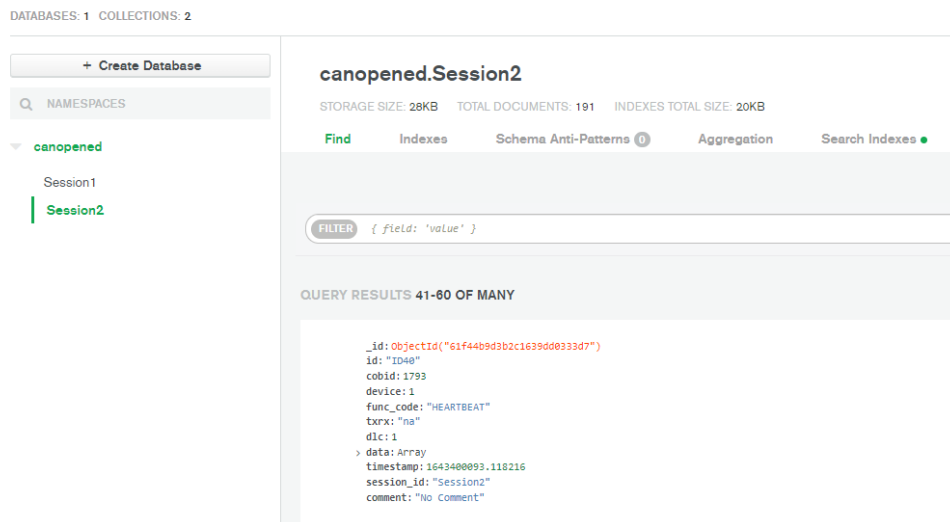 DATABASES: 1 COLLECTIONS: 2
+ Create Database
NAMESPACES
canopened
Session1
Session2
canopened.Session2
STORAGE SIZE: 28KB TOTAL DOCUMENTS: 191 INDEXES TOTAL SIZE: 20KB
Find Indexes Schema Anti-Patterns 0 Aggregation Search Indexes
FILTER { field: 'value' }
QUERY RESULTS 41-60 OF MANY
_id: ObjectId("61f44b9d3b2c1639dd0333d7")
id: "ID40"
cobid: 1793
device: 1
func_code: "HEARTBEAT"
txrx: "na"
dlc: 1
> data: Array
timestamp: 1643400093.118216
session_id: "Session2"
comment: "No Comment"